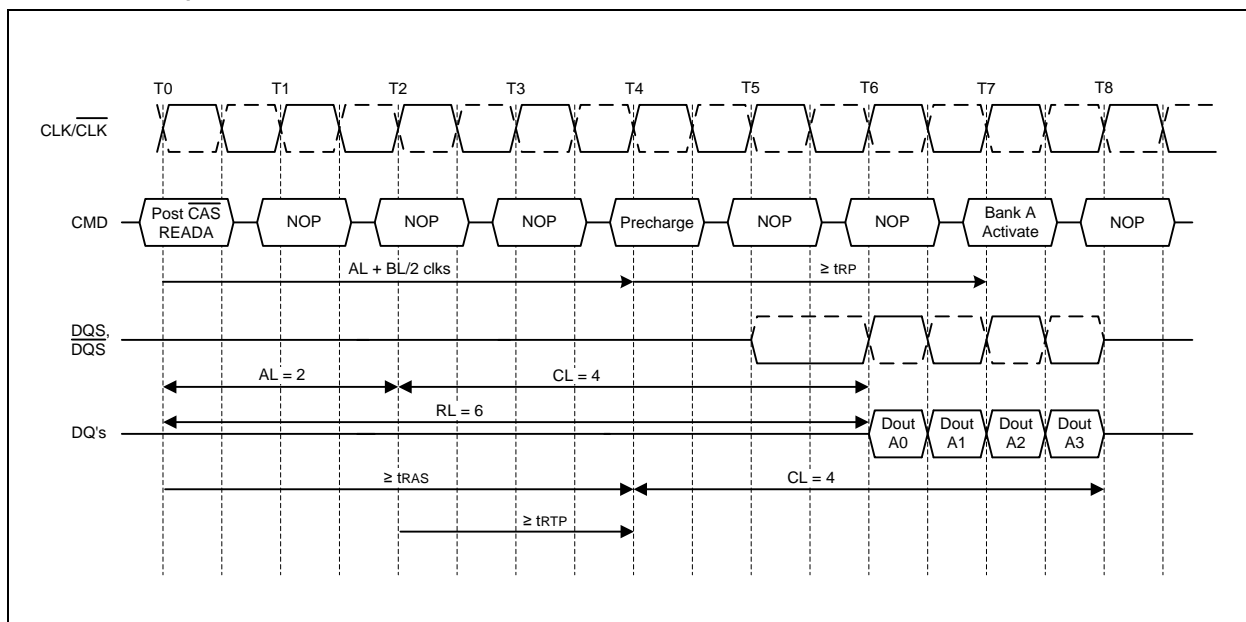 T0 T1 T2 T3 T4 T5 T6 T7 T8
CLK/CLK
CMD
Post CAS
READA
NOP
NOP
NOP
Precharge
NOP
NOP
Bank A
Activate
NOP
AL + BL/2 clks
≥ tRP
DQS,
DQS
AL = 2
CL = 4
RL = 6
DQ's
Dout
A0
Dout
A1
Dout
A2
Dout
A3
≥ tRAS
CL = 4
≥ tRTP